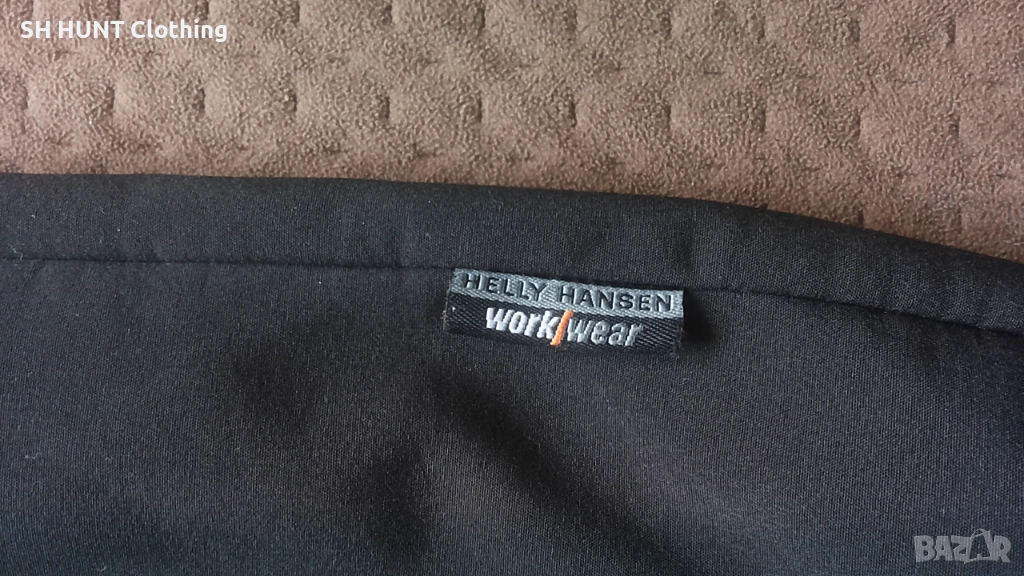 SH HUNT Clothing
HELLY HANSEN
work/wear
BAZAR